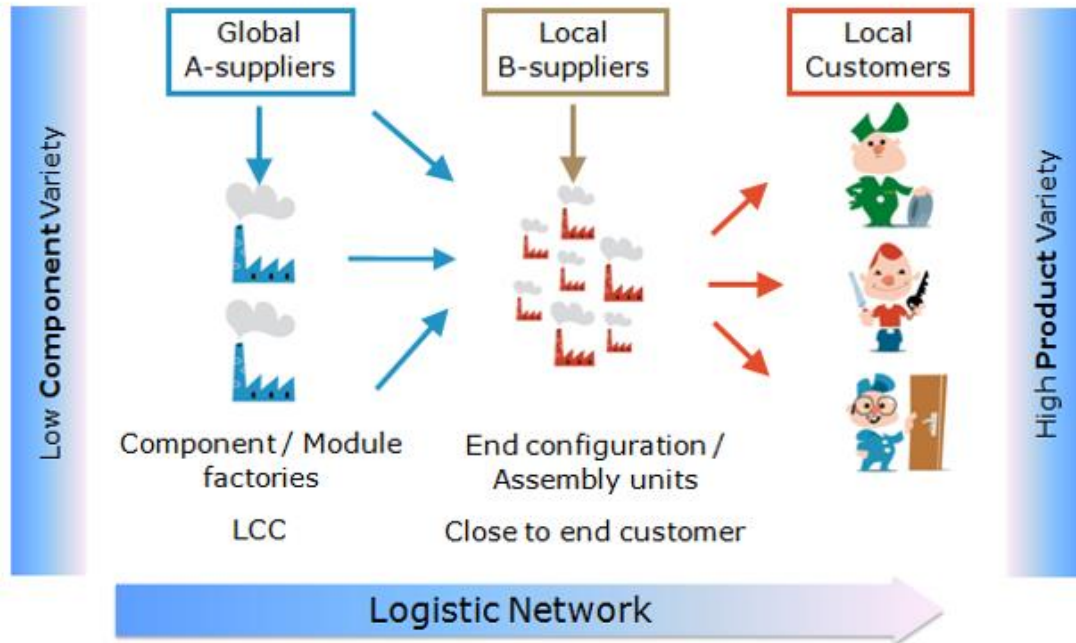 Global
A-suppliers
Local
B-suppliers
Local
Customers
Low Component Variety
High Product Variety
Component / Module
factories
LCC
End configuration /
Assembly units
Close to end customer
Logistic Network